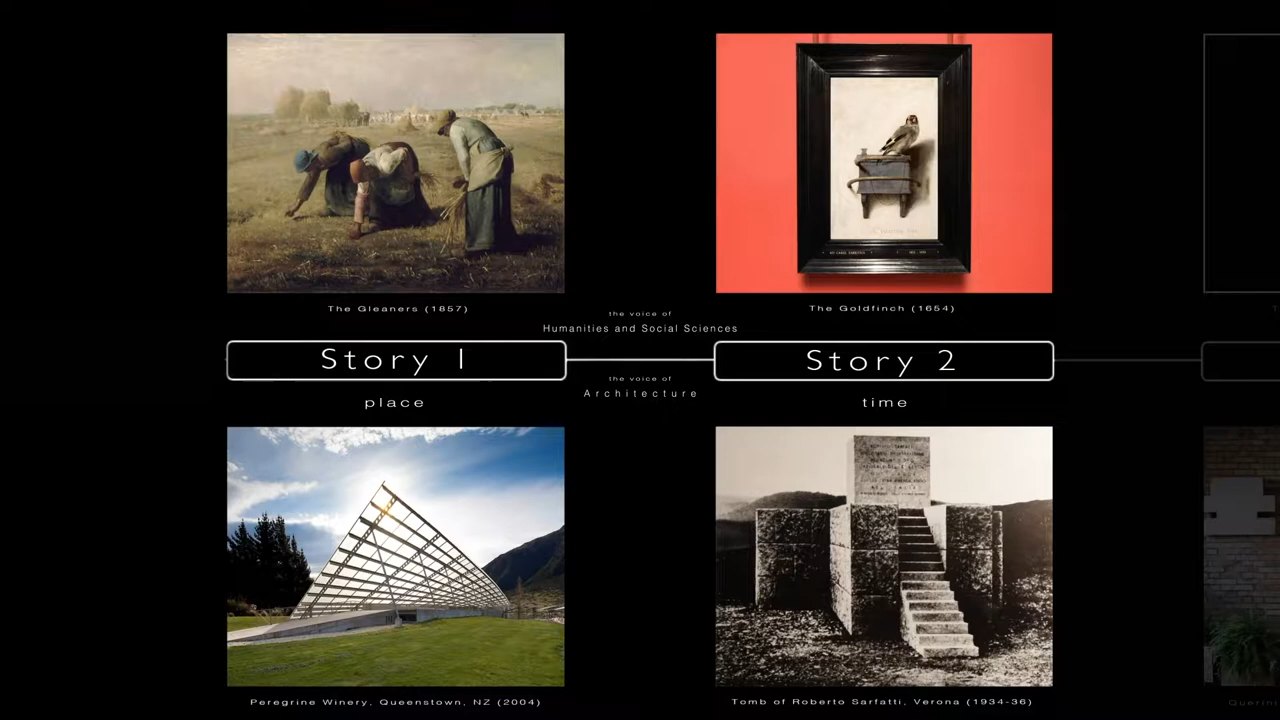 The Gleaners (1857)
The Goldfinch (1654)
the voice of
Humanities and Social Sciences
Story 1
Story 2
the voice of
Architecture
place
time
Peregrine Winery, Queenstown, NZ (2004)
Tomb of Roberto Sarfatti, Verona (1934-36)